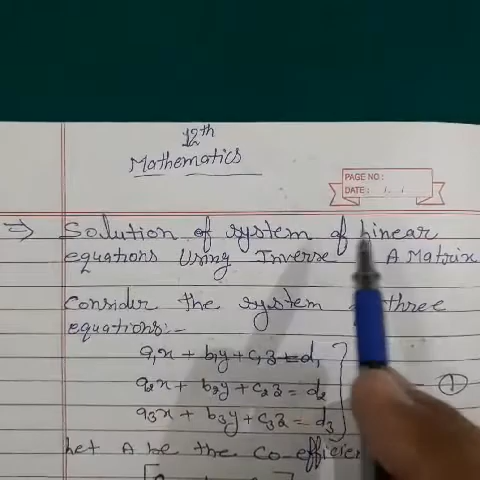 12th
Mathematics
PAGE NO.:
DATE: / /
⇒ Solution of system of Linear
equations Using Inverse A Matrix
Consider the system three
equations:-
a₁x + b₁y + c₁z = d₁
a₂x + b₂y + c₂z = d₂ ①
a₃x + b₃y + c₃z = d₃
Let A be the Co-efficien